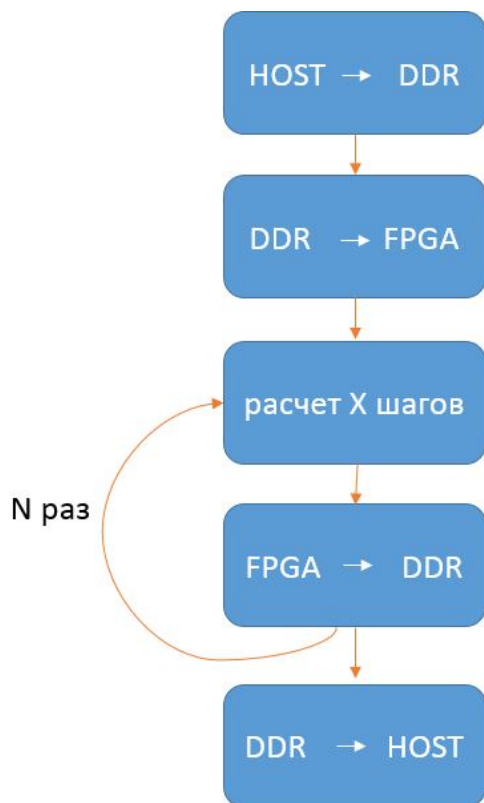 HOST → DDR
DDR → FPGA
расчет X шагов
N раз
FPGA → DDR
DDR → HOST